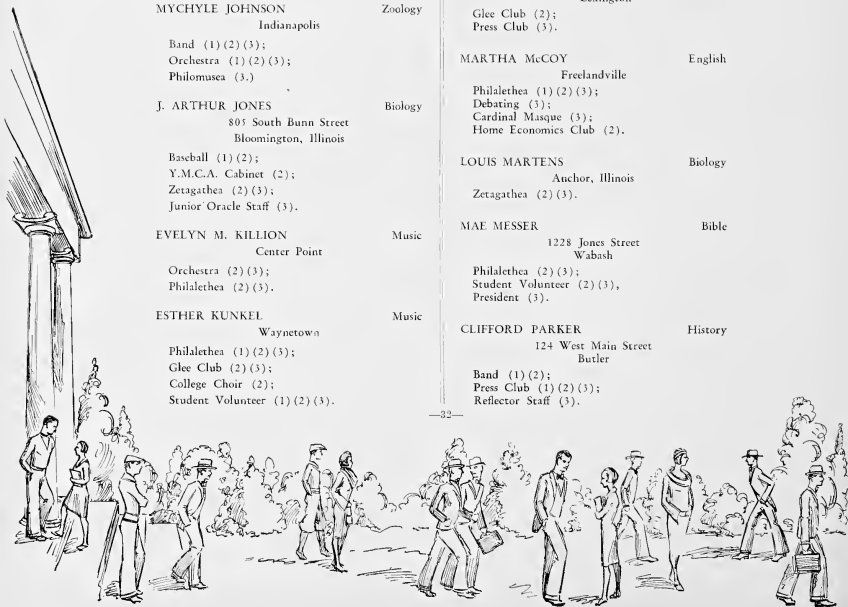 MYCHYLE JOHNSON Zoology
Indianapolis
Band (1)(2)(3);
Orchestra (1)(2)(3);
Philomusea (3.)
J. ARTHUR JONES Biology
805 South Bunn Street
Bloomington, Illinois
Baseball (1)(2);
Y.M.C.A. Cabinet (2);
Zetagathea (2)(3);
Junior Oracle Staff (3).
EVELYN M. KILLION Music
Center Point
Orchestra (2)(3);
Philalethea (2)(3).
ESTHER KUNKEL Music
Waynetown
Philalethea (1)(2)(3);
Glee Club (2)(3);
College Choir (2);
Student Volunteer (1)(2)(3).
Glee Club (2);
Press Club (3).
MARTHA McCOY English
Freelandville
Philalethea (1)(2)(3);
Debating (3);
Cardinal Masque (3);
Home Economics Club (2).
LOUIS MARTENS Biology
Anchor, Illinois
Zetagathea (2)(3).
MAE MESSER Bible
1228 Jones Street
Wabash
Philalethea (2)(3);
Student Volunteer (2)(3),
President (3).
CLIFFORD PARKER History
124 West Main Street
Butler
Band (1)(2);
Press Club (1)(2)(3);
Reflector Staff (3).
—32—